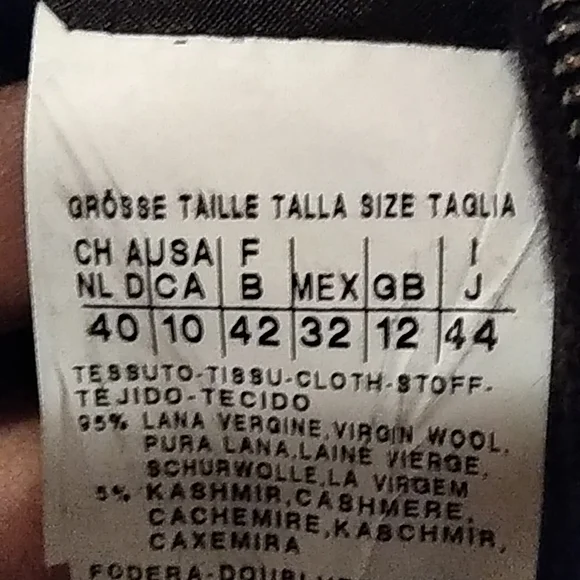 GRÖSSE TAILLE TALLA SIZE TAGLIA
CH A USA F I
NL D CA B MEX GB J
40 10 42 32 12 44
TESSUTO-TISSU-CLOTH-STOFF-
TEJIDO-TECIDO
95% LANA VERGINE,VIRGIN WOOL,
PURA LANA,LAINE VIERGE,
SCHURWOLLE,LA VIRGEM
5% KASHMIR,CASHMERE,
CACHEMIRE,KASCHMIR,
CAXEMIRA
FODERA-